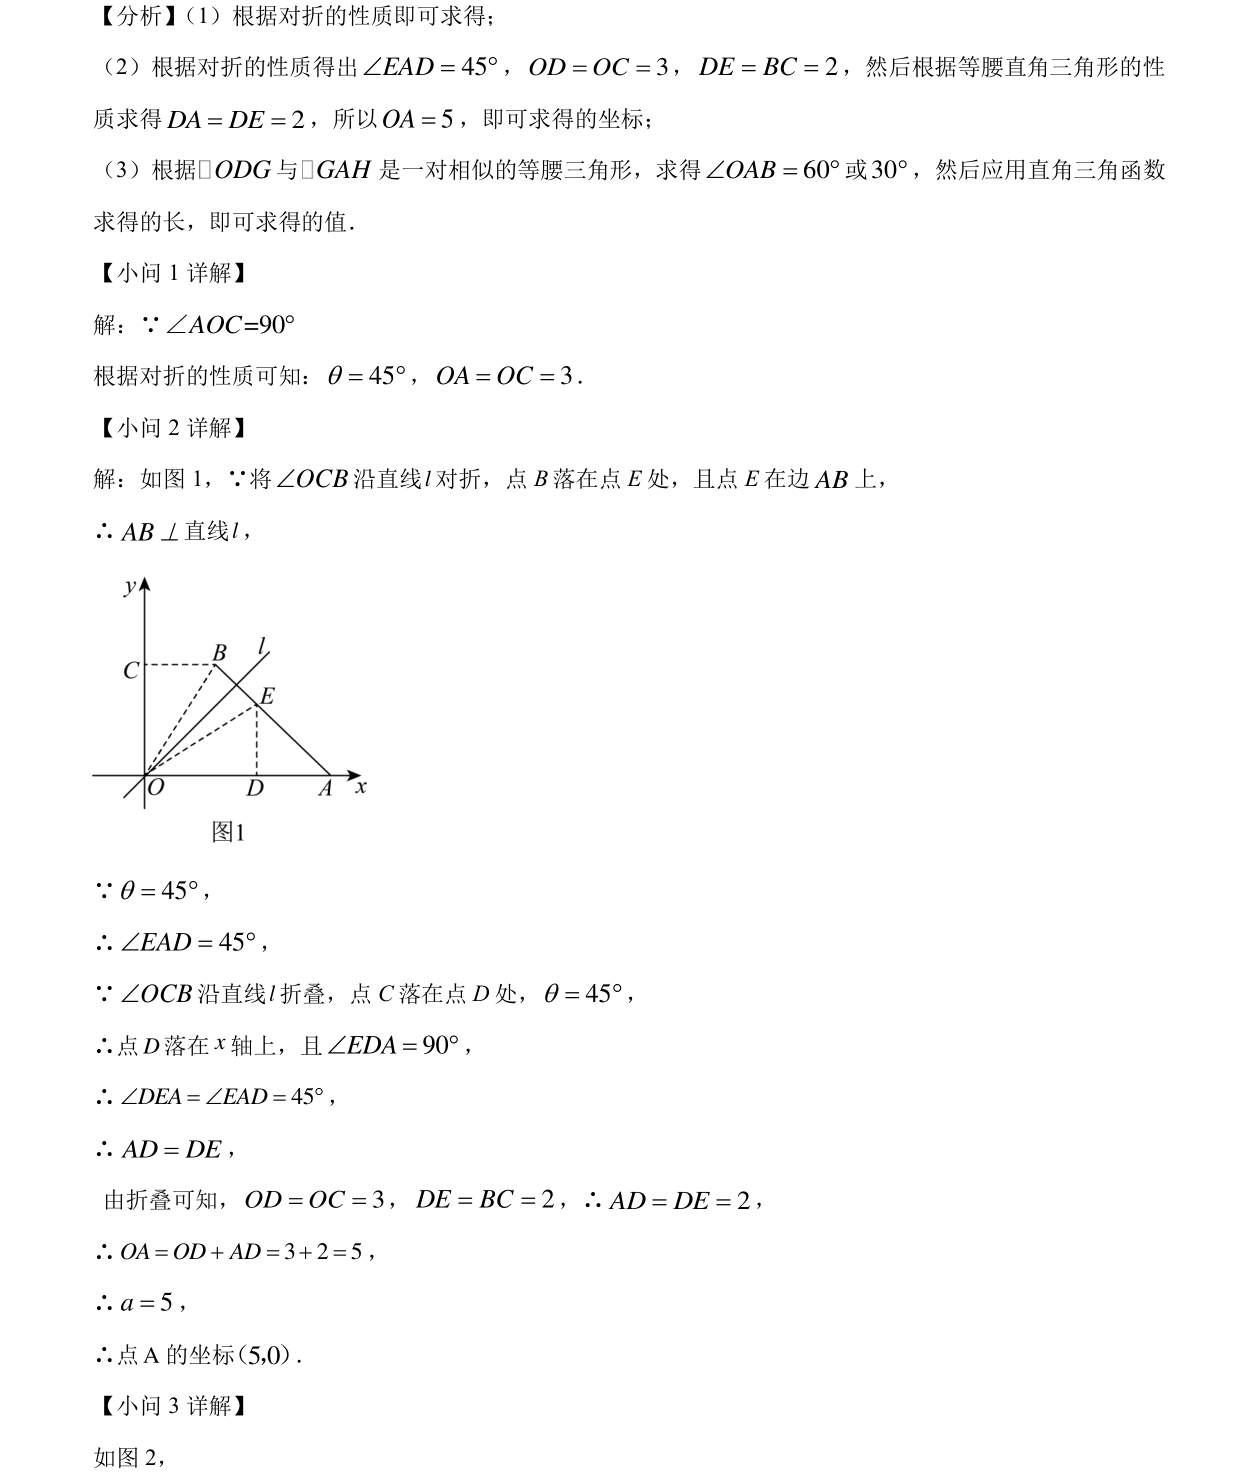 【分析】（1）根据对折的性质即可求得；
（2）根据对折的性质得出∠EAD = 45°，OD = OC = 3，DE = BC = 2，然后根据等腰直角三角形的性
质求得DA = DE = 2，所以OA = 5，即可求得的坐标；
（3）根据□ODG与□GAH是一对相似的等腰三角形，求得∠OAB = 60°或30°，然后应用直角三角函数
求得的长，即可求得的值．
【小问 1 详解】
解：∵∠AOC=90°
根据对折的性质可知：θ = 45°，OA = OC = 3．
【小问 2 详解】
解：如图 1，∵将∠OCB沿直线l对折，点 B 落在点 E 处，且点 E 在边 AB 上，
∴ AB ⊥直线l，
y
B
l
C
E
O
D
A
x
图1
∵θ = 45°，
∴∠EAD = 45°，
∵∠OCB沿直线l折叠，点 C 落在点 D 处，θ = 45°，
∴点 D 落在 x 轴上，且∠EDA = 90°，
∴∠DEA = ∠EAD = 45°，
∴ AD = DE，
由折叠可知，OD = OC = 3，DE = BC = 2，∴ AD = DE = 2，
∴OA = OD + AD = 3 + 2 = 5，
∴a = 5，
∴点 A 的坐标(5,0)．
【小问 3 详解】
如图 2，